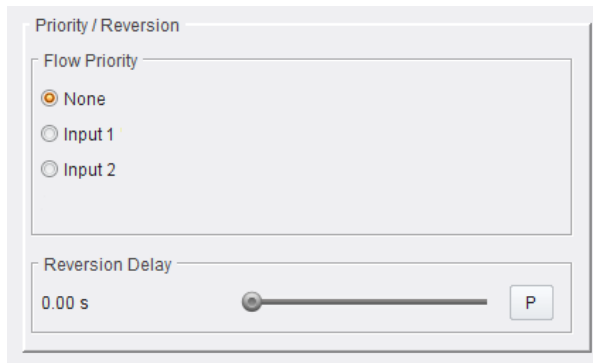 Priority / Reversion
Flow Priority
None
Input 1
Input 2
Reversion Delay
0.00 s P